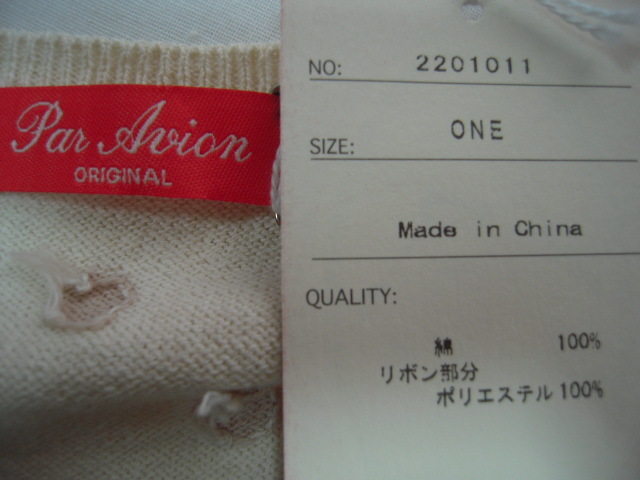 Par Avion
ORIGINAL
NO: 2201011
SIZE: ONE
Made in China
QUALITY:
綿 100%
リボン部分
ポリエステル 100%